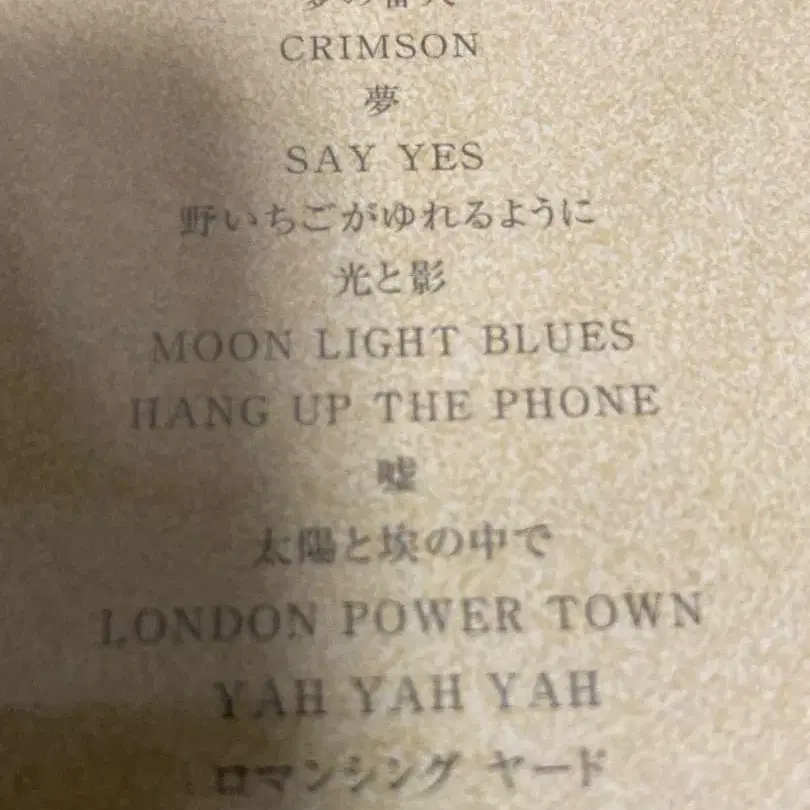 CRIMSON
夢
SAY YES
野いちごがゆれるように
光と影
MOON LIGHT BLUES
HANG UP THE PHONE
嘘
太陽と埃の中で
LONDON POWER TOWN
YAH YAH YAH
ロマンシング ヤード